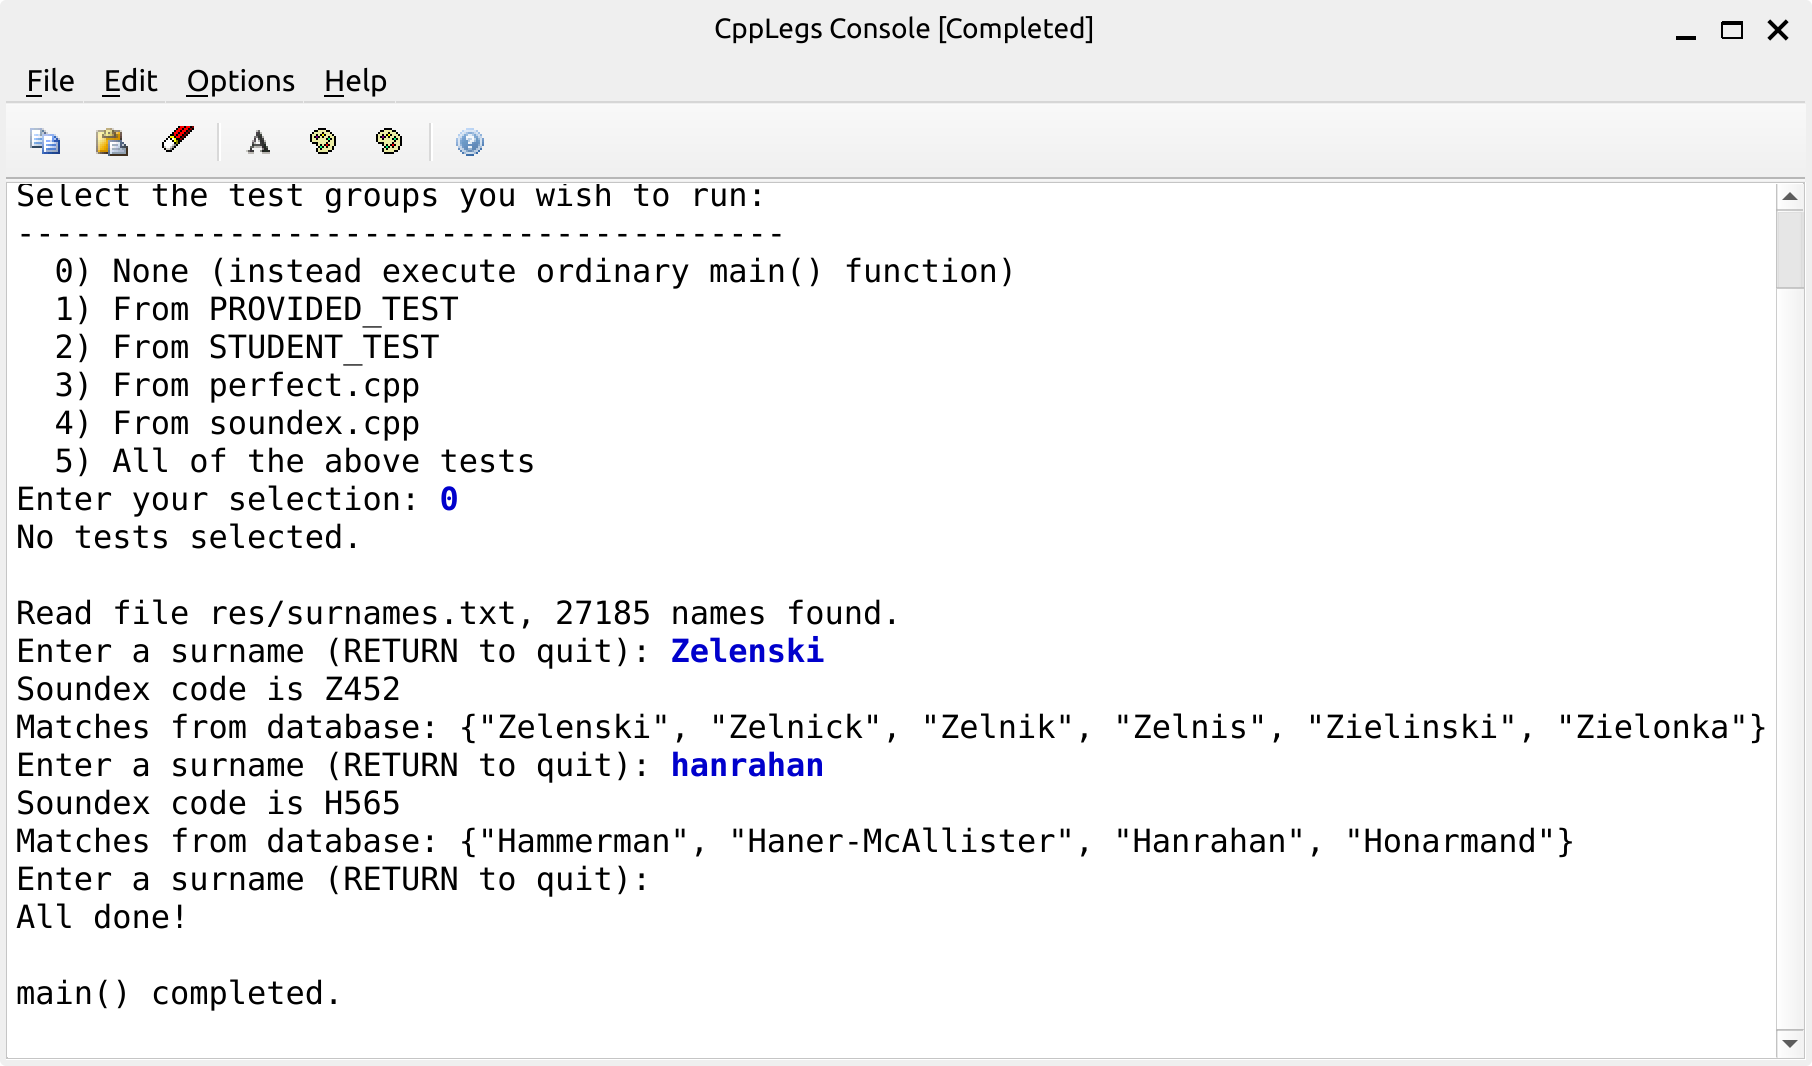 CppLegs Console [Completed]
File Edit Options Help
Select the test groups you wish to run:
----------------------------------------
  0) None (instead execute ordinary main() function)
  1) From PROVIDED_TEST
  2) From STUDENT_TEST
  3) From perfect.cpp
  4) From soundex.cpp
  5) All of the above tests
Enter your selection: 0
No tests selected.

Read file res/surnames.txt, 27185 names found.
Enter a surname (RETURN to quit): Zelenski
Soundex code is Z452
Matches from database: {"Zelenski", "Zelnick", "Zelnik", "Zelnis", "Zielinski", "Zielonka"}
Enter a surname (RETURN to quit): hanrahan
Soundex code is H565
Matches from database: {"Hammerman", "Haner-McAllister", "Hanrahan", "Honarmand"}
Enter a surname (RETURN to quit):
All done!

main() completed.